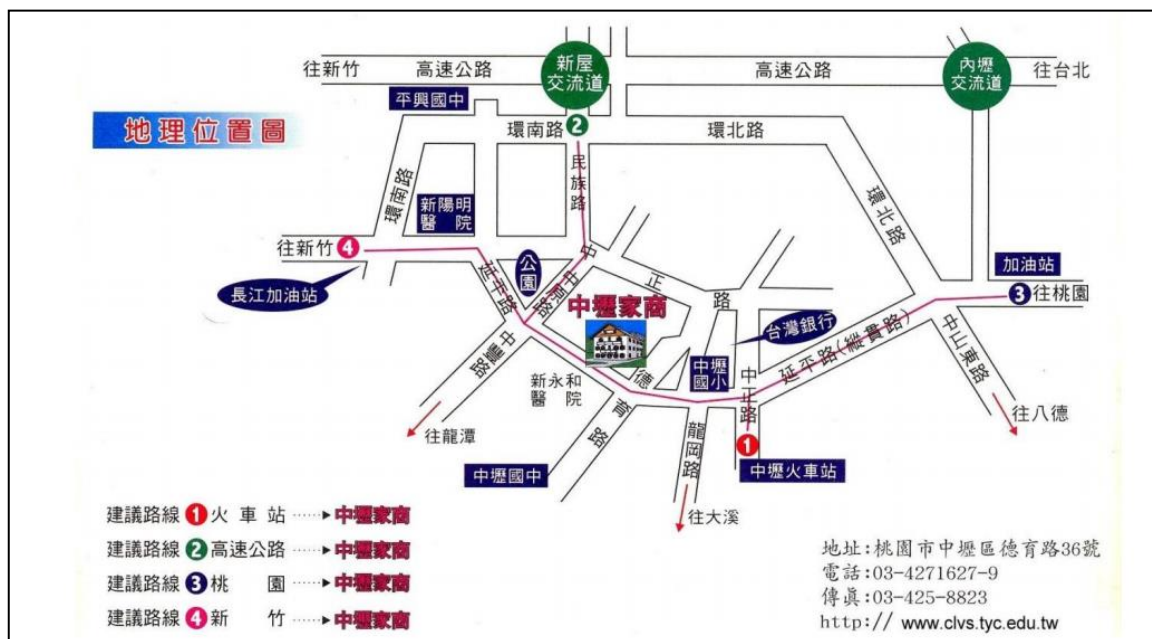 往新竹
高速公路
新屋
交流道
高速公路
內壢
交流道
往台北
平興國中
地理位置圖
環南路
2
環北路
民族路
環南路
新陽明
醫院
環北路
往新竹
4
公園
中正路
加油站
長江加油站
延平路
中原路
中壢家商
台灣銀行
3
往桃園
中豐路
新永和
醫院
德育路
中壢
國小
中正路
延平路(縱貫路)
中山東路
往龍潭
往八德
1
中壢國中
龍岡路
中壢火車站
往大溪
建議路線 1 火車站 ‥‥‥ 中壢家商
建議路線 2 高速公路 ‥‥‥ 中壢家商
建議路線 3 桃園 ‥‥‥ 中壢家商
建議路線 4 新竹 ‥‥‥ 中壢家商
地址:桃園市中壢區德育路36號
電話:03-4271627-9
傳真:03-425-8823
http:// www.clvs.tyc.edu.tw